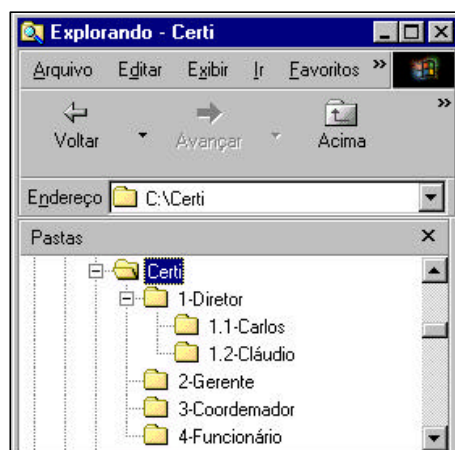 Explorando - Certi
Arquivo Editar Exibir Ir Favoritos »
Voltar Avançar Acima »
Endereço C:\Certi
Pastas
Certi
1-Diretor
1.1-Carlos
1.2-Cláudio
2-Gerente
3-Coordemador
4-Funcionário